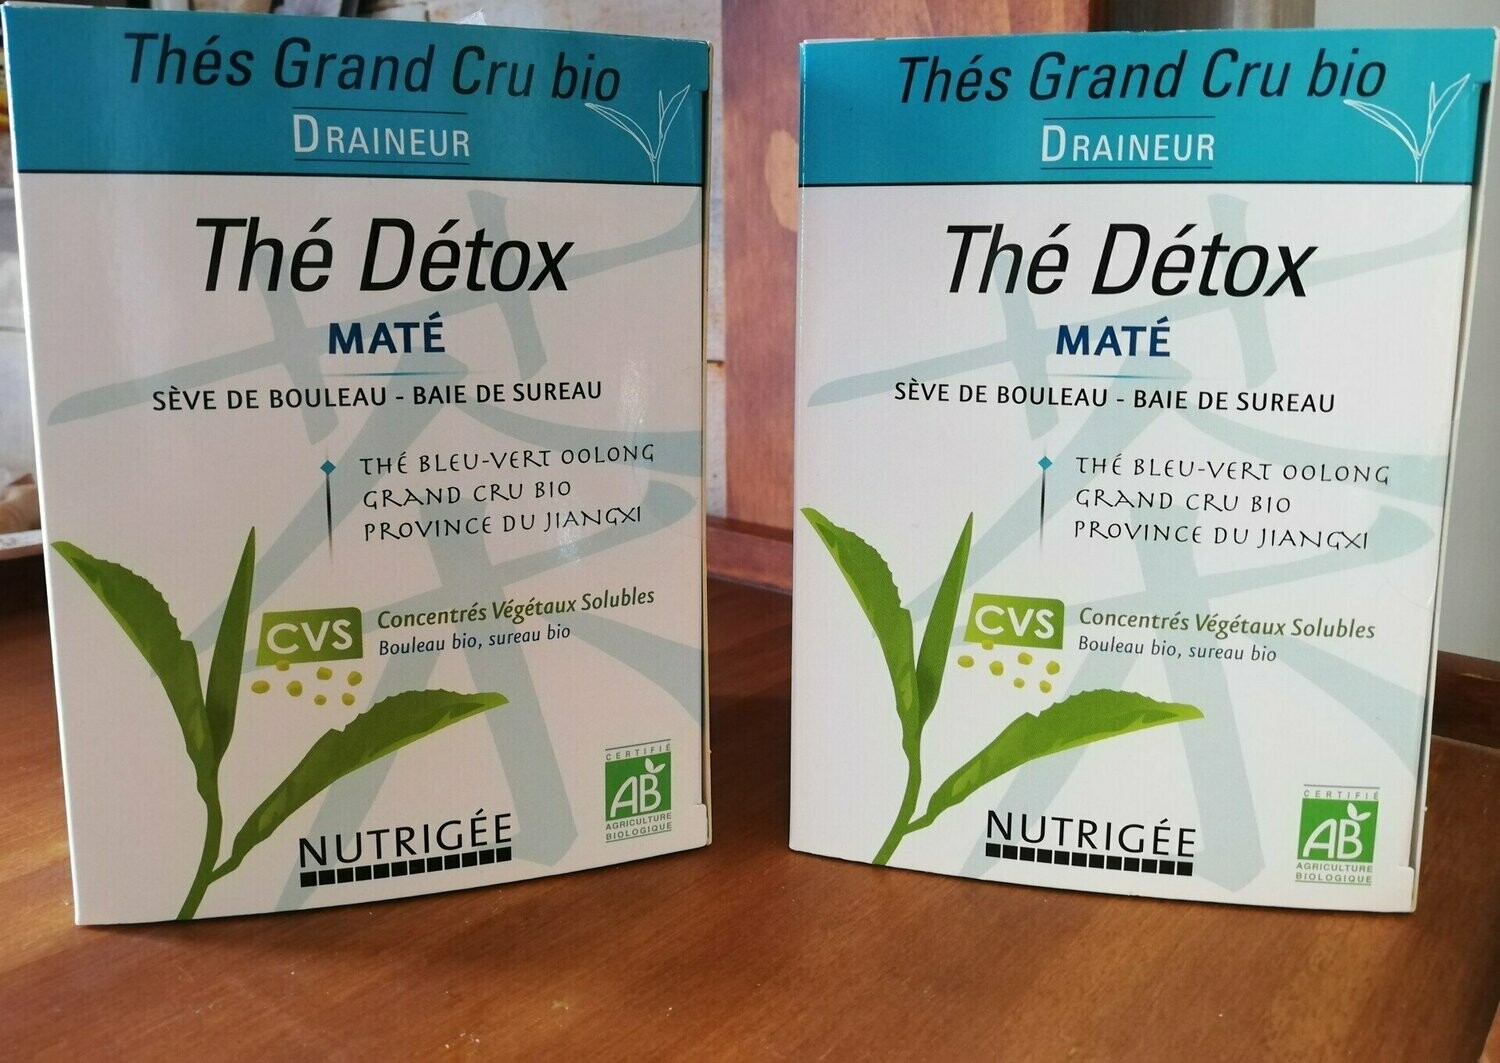 Thés Grand Cru bio
DRAINEUR
Thé Détox
MATÉ
SÈVE DE BOULEAU - BAIE DE SUREAU
THÉ BLEU-VERT OOLONG
GRAND CRU BIO
PROVINCE DU JIANGXI
CVS
Concentrés Végétaux Solubles
Bouleau bio, sureau bio
CERTIFIÉ
AB
AGRICULTURE
BIOLOGIQUE
NUTRIGÉE
Thés Grand Cru bio
DRAINEUR
Thé Détox
MATÉ
SÈVE DE BOULEAU - BAIE DE SUREAU
THÉ BLEU-VERT OOLONG
GRAND CRU BIO
PROVINCE DU JIANGXI
CVS
Concentrés Végétaux Solubles
Bouleau bio, sureau bio
CERTIFIÉ
AB
AGRICULTURE
BIOLOGIQUE
NUTRIGÉE